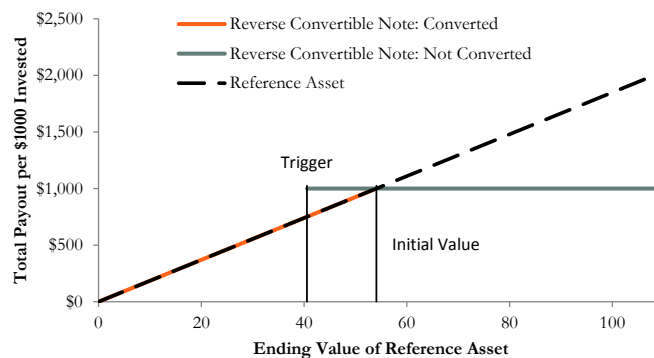 $2,500
$2,000
$1,500
$1,000
$500
$0
Total Payout per $1000 Invested
Reverse Convertible Note: Converted
Reverse Convertible Note: Not Converted
Reference Asset
Trigger
Initial Value
0 20 40 60 80 100
Ending Value of Reference Asset